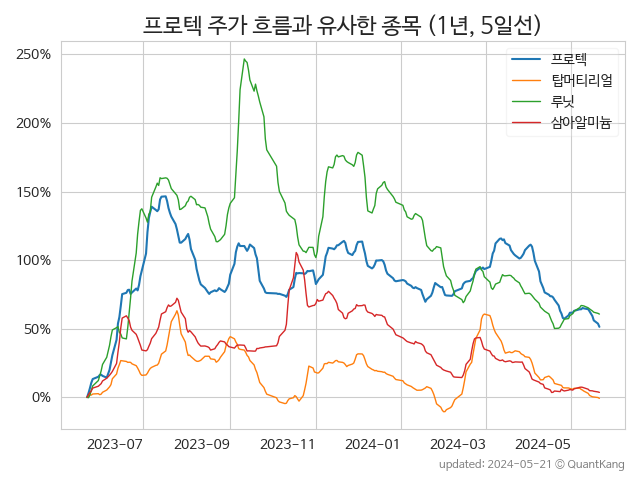 프로텍 주가 흐름과 유사한 종목 (1년, 5일선)
250%
200%
150%
100%
50%
0%
프로텍
탑머티리얼
루닛
삼아알미늄
2023-07
2023-09
2023-11
2024-01
2024-03
2024-05
updated: 2024-05-21 © QuantKang